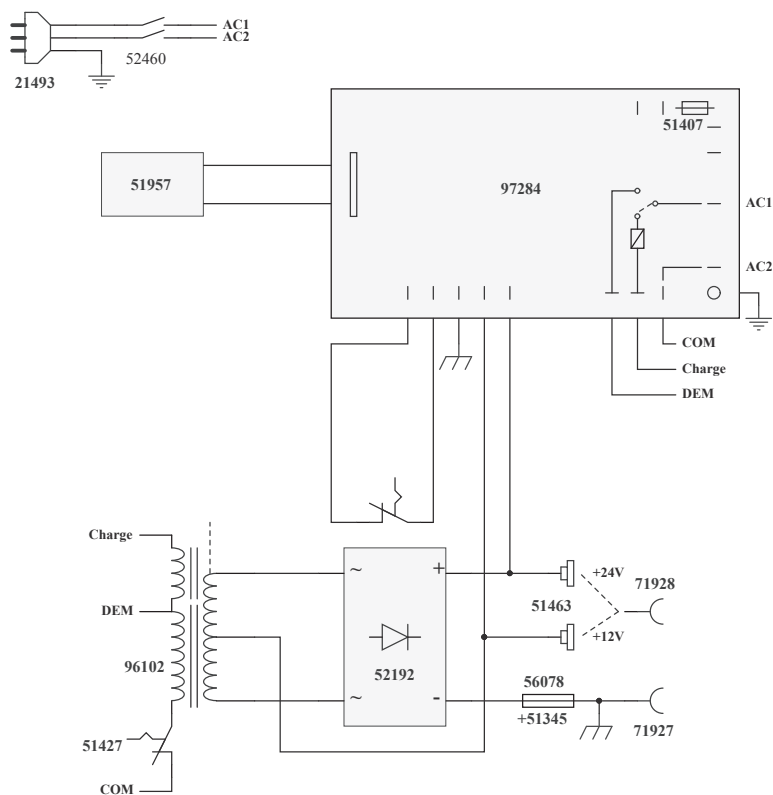 AC1
AC2
52460
21493
51407
51957
97284
AC1
AC2
COM
Charge
DEM
Charge
~
+
+24V
71928
51463
DEM
+12V
96102
52192
56078
~
-
+51345
71927
51427
COM